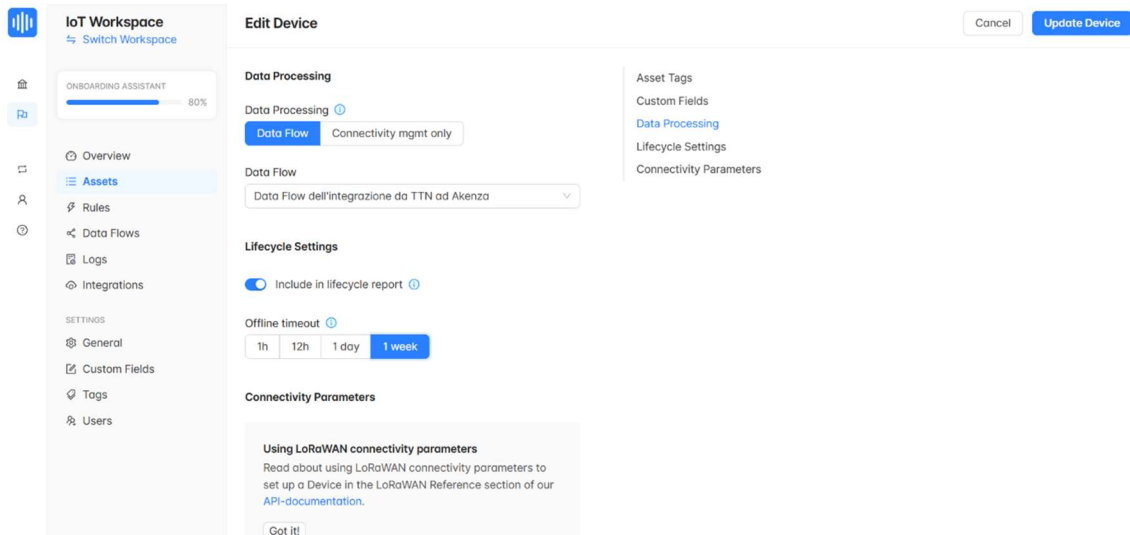 IoT Workspace
Switch Workspace
ONBOARDING ASSISTANT
80%
Overview
Assets
Rules
Data Flows
Logs
Integrations
SETTINGS
General
Custom Fields
Tags
Users
Edit Device
Cancel
Update Device
Data Processing
Data Processing
Data Flow
Connectivity mgmt only
Data Flow
Data Flow dell'integrazione da TTN ad Akenza
Lifecycle Settings
Include in lifecycle report
Offline timeout
1h
12h
1 day
1 week
Connectivity Parameters
Using LoRaWAN connectivity parameters
Read about using LoRaWAN connectivity parameters to
set up a Device in the LoRaWAN Reference section of our
API-documentation.
Got it!
Asset Tags
Custom Fields
Data Processing
Lifecycle Settings
Connectivity Parameters